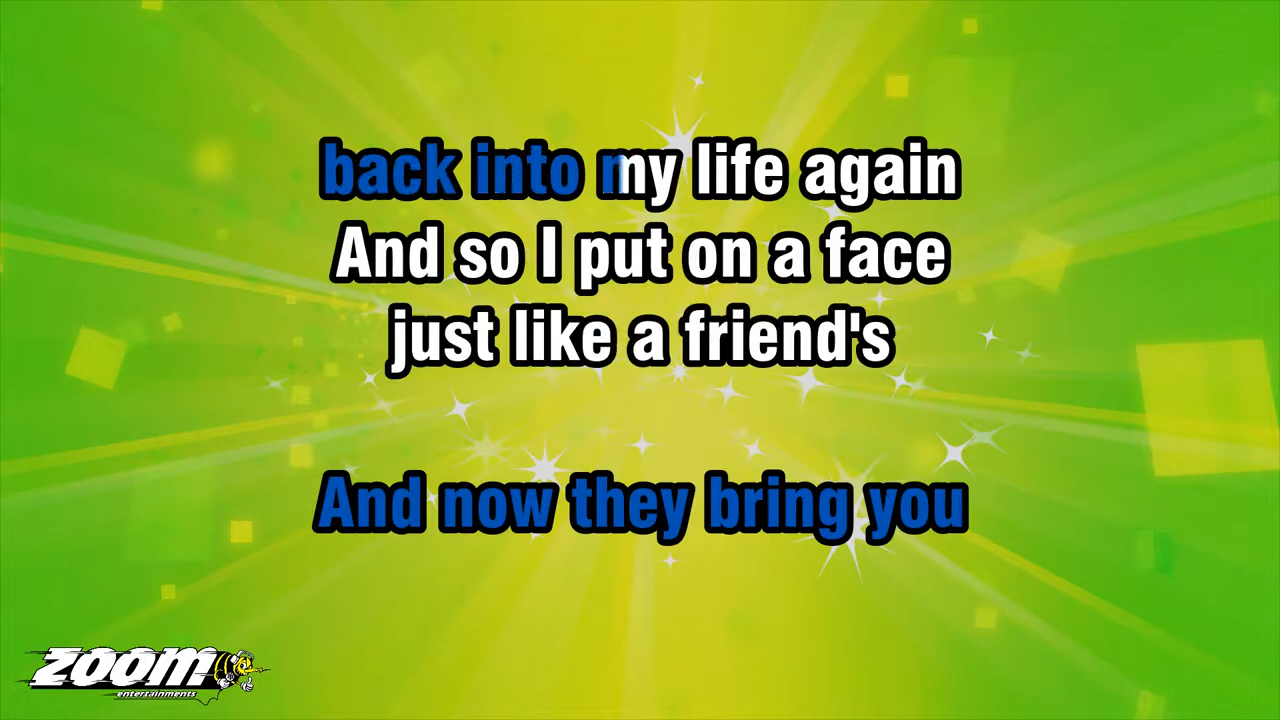 back into my life again
And so I put on a face
just like a friend's
And now they bring you
zoom
entertainments